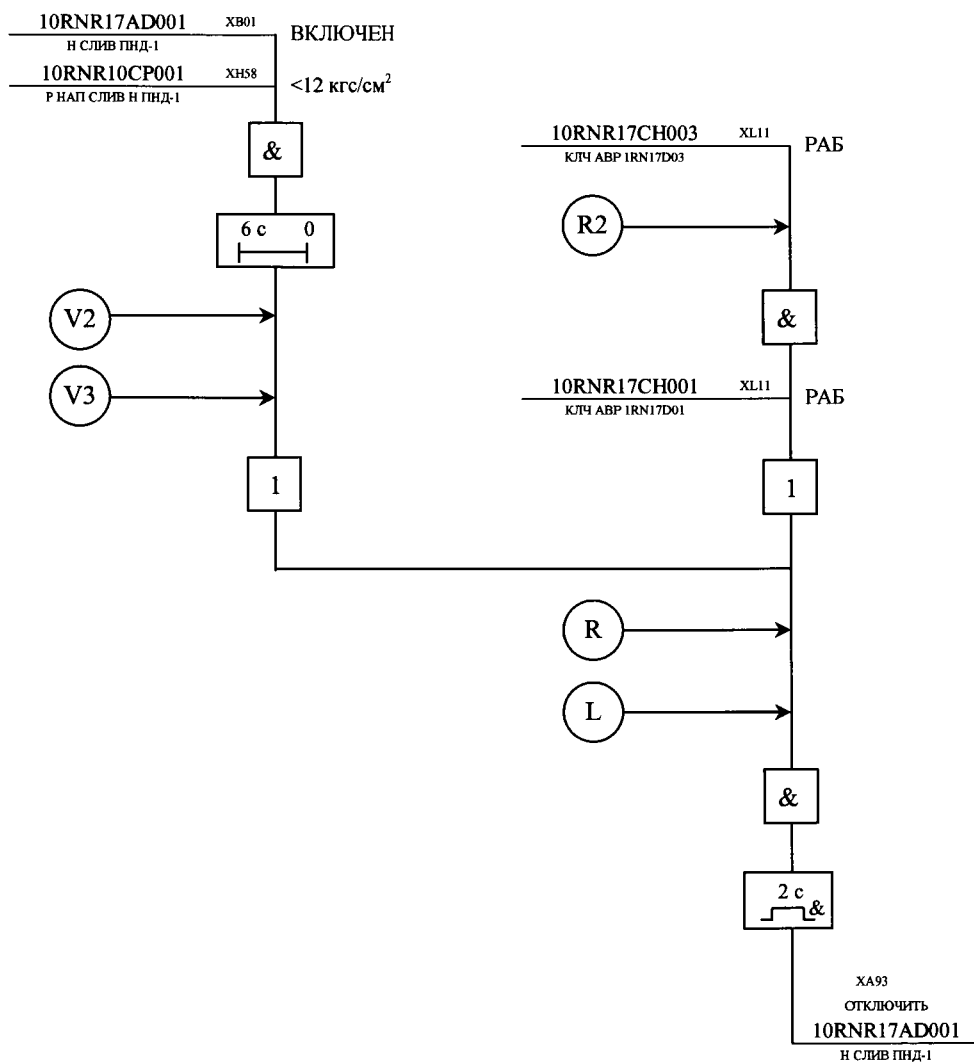 10RNR17AD001 XB01 ВКЛЮЧЕН
Н СЛИВ ПНД-1
10RNR10CP001 XH58 <12 кгс/см²
Р НАП СЛИВ Н ПНД-1
&
6 с 0
V2
V3
1
10RNR17CH003 XL11 РАБ
КЛЧ АВР 1RN17D03
R2
&
10RNR17CH001 XL11 РАБ
КЛЧ АВР 1RN17D01
1
R
L
&
2 с
&
XA93
ОТКЛЮЧИТЬ
10RNR17AD001
Н СЛИВ ПНД-1